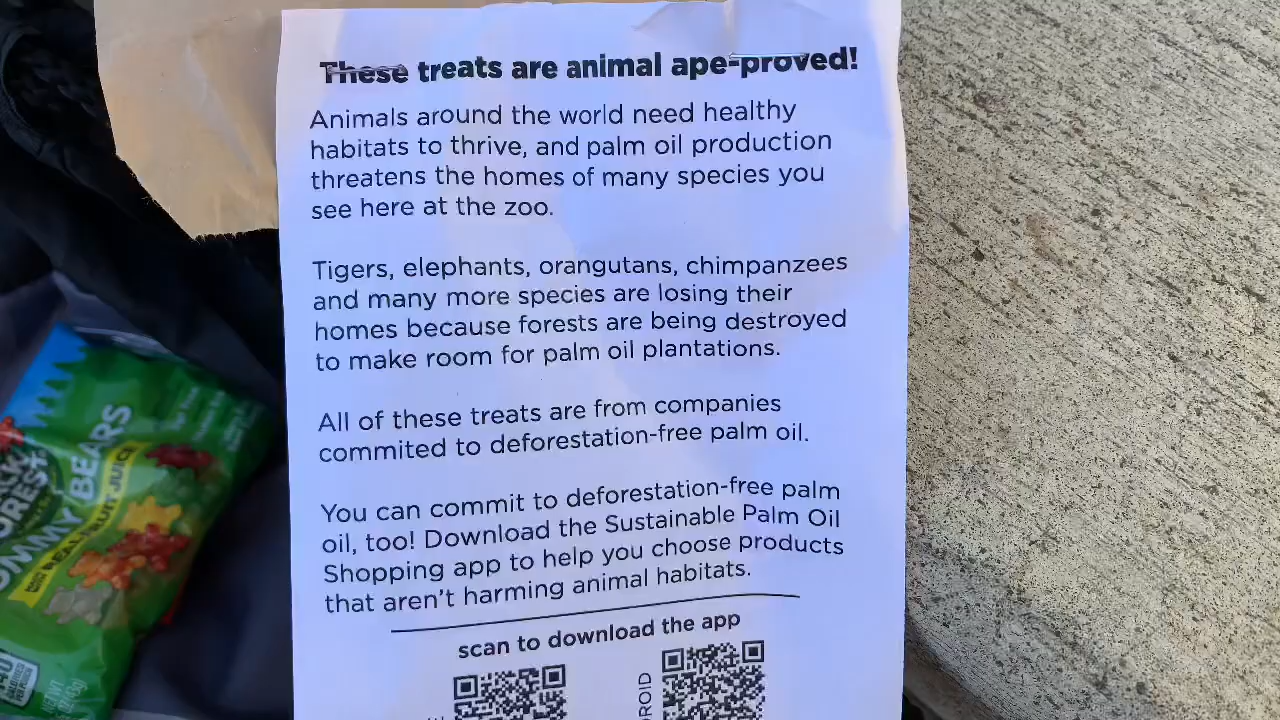 These treats are animal ape-proved!
Animals around the world need healthy
habitats to thrive, and palm oil production
threatens the homes of many species you
see here at the zoo.
Tigers, elephants, orangutans, chimpanzees
and many more species are losing their
homes because forests are being destroyed
to make room for palm oil plantations.
All of these treats are from companies
commited to deforestation-free palm oil.
You can commit to deforestation-free palm
oil, too! Download the Sustainable Palm Oil
Shopping app to help you choose products
that aren't harming animal habitats.
scan to download the app
BEARS
REAL FRUIT JUICE